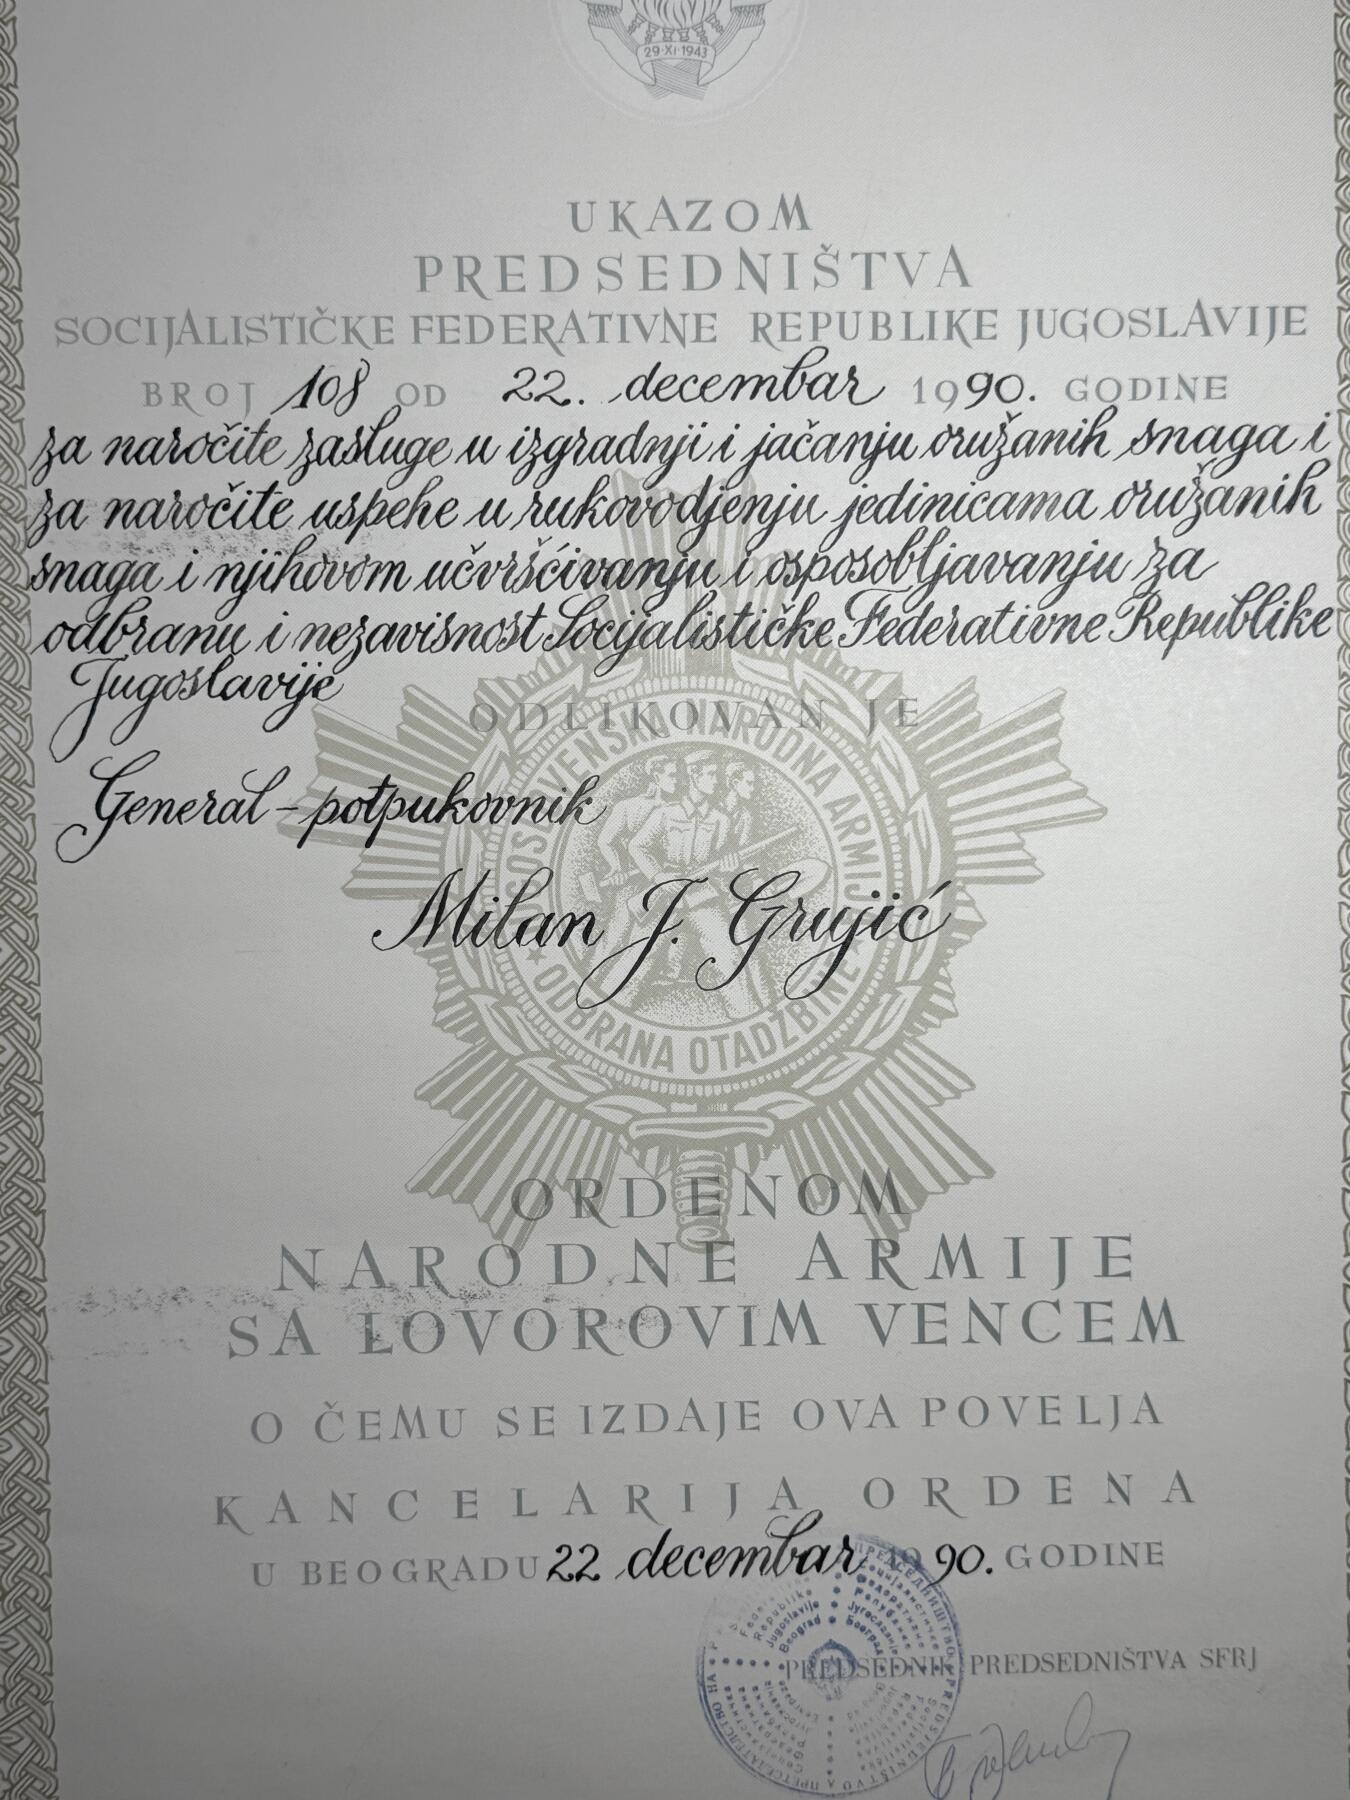 29·XI·1943
UKAZOM
PREDSEDNIŠTVA
SOCIJALISTIČKE FEDERATIVNE REPUBLIKE JUGOSLAVIJE
BROJ 108 OD 22. decembar 1990. GODINE
za naročite zasluge u izgradnji i jačanju oružanih snaga i
za naročite uspehe u rukovodjenju jedinicama oružanih
snaga i njihovom učvršćivanju i osposobljavanju za
odbranu i nezavisnost Socijalističke Federativne Republike
Jugoslavije
ODLIKOVAN JE
JUGOSLOVENSKA NARODNA ARMIJA
General-potpukovnik
Milan J. Grujić
ODBRANA OTADŽBINE
ORDENOM
NARODNE ARMIJE
SA LOVOROVIM VENCEM
O ČEMU SE IZDAJE OVA POVELJA
KANCELARIJA ORDENA
U BEOGRADU 22 decembar 1990. GODINE
PREDSEDNIK PREDSEDNIŠTVA SFRJ